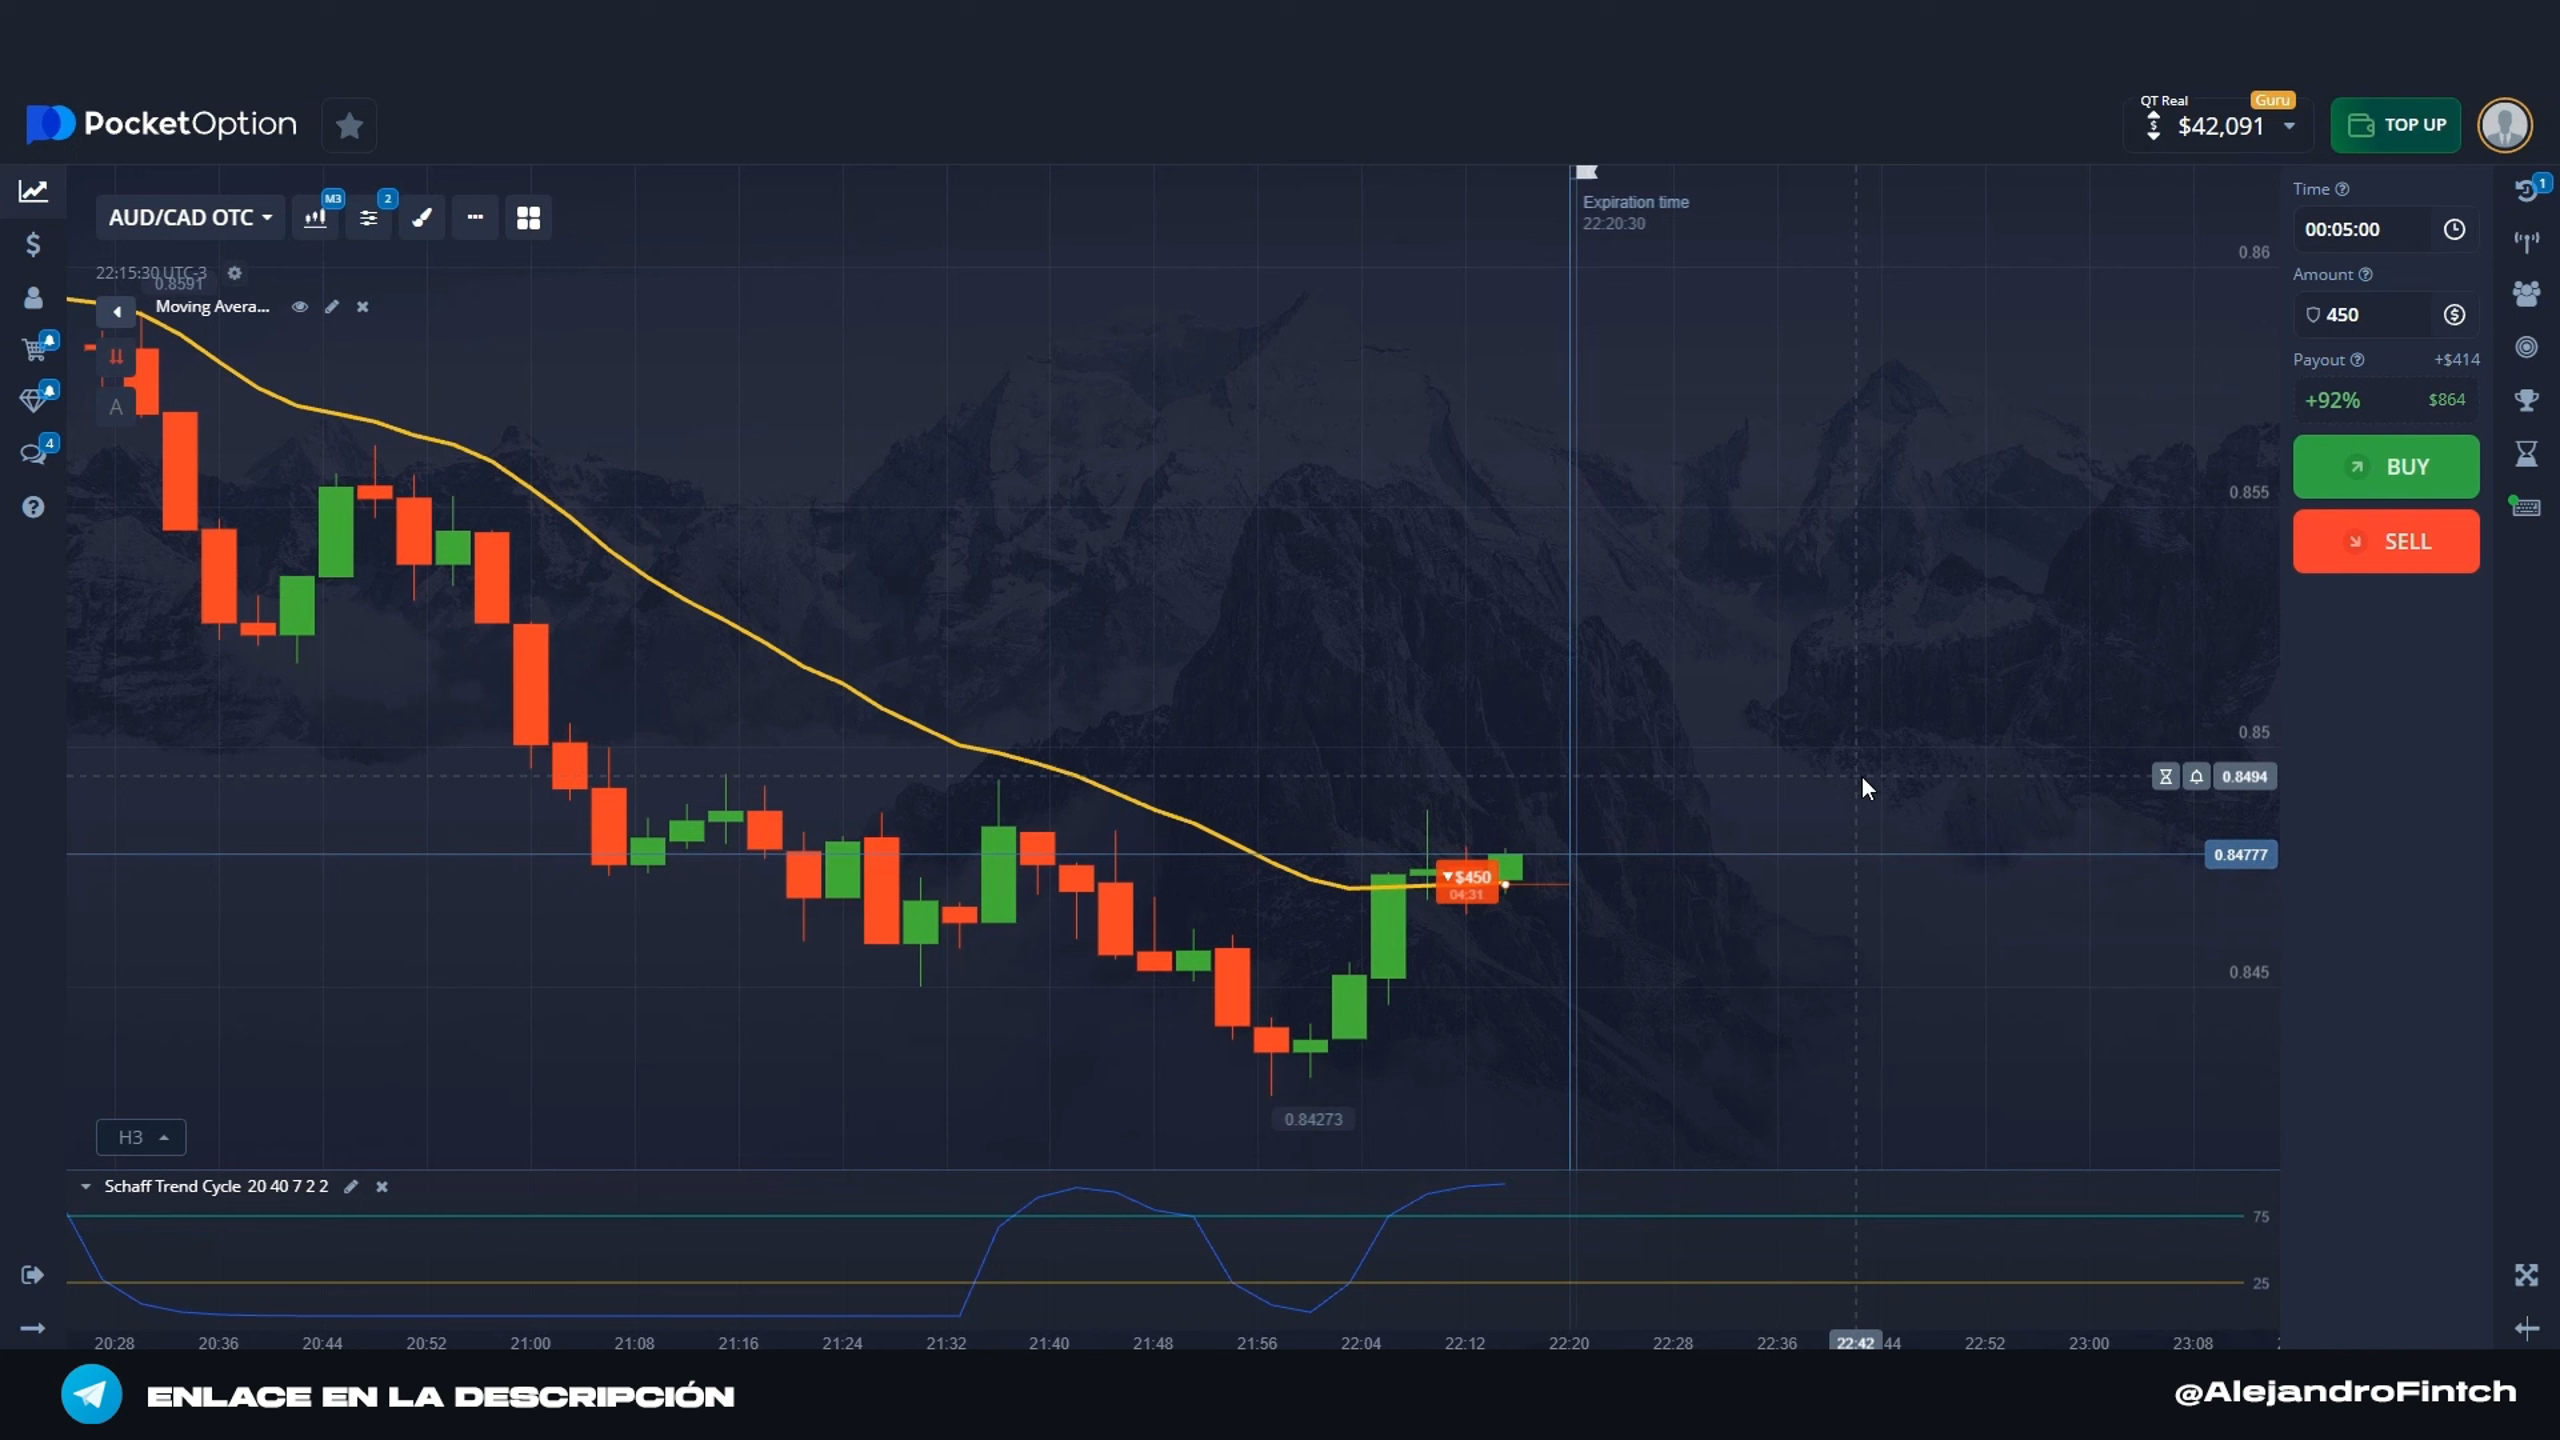 PocketOption
QT Real
Guru
$42,091
TOP UP
AUD/CAD OTC
M3
2
22:15:30 UTC-3
0.8591
Moving Avera...
A
4
Expiration time
22:20:30
Time
00:05:00
Amount
450
Payout
+$414
+92%
$864
BUY
SELL
1
0.86
0.855
0.85
0.8494
0.84777
0.845
$450
04:31
0.84273
H3
Schaff Trend Cycle 20 40 7 2 2
75
25
20:28 20:36 20:44 20:52 21:00 21:08 21:16 21:24 21:32 21:40 21:48 21:56 22:04 22:12 22:20 22:28 22:36 22:42 44 22:52 23:00 23:08
ENLACE EN LA DESCRIPCIÓN
@AlejandroFintch